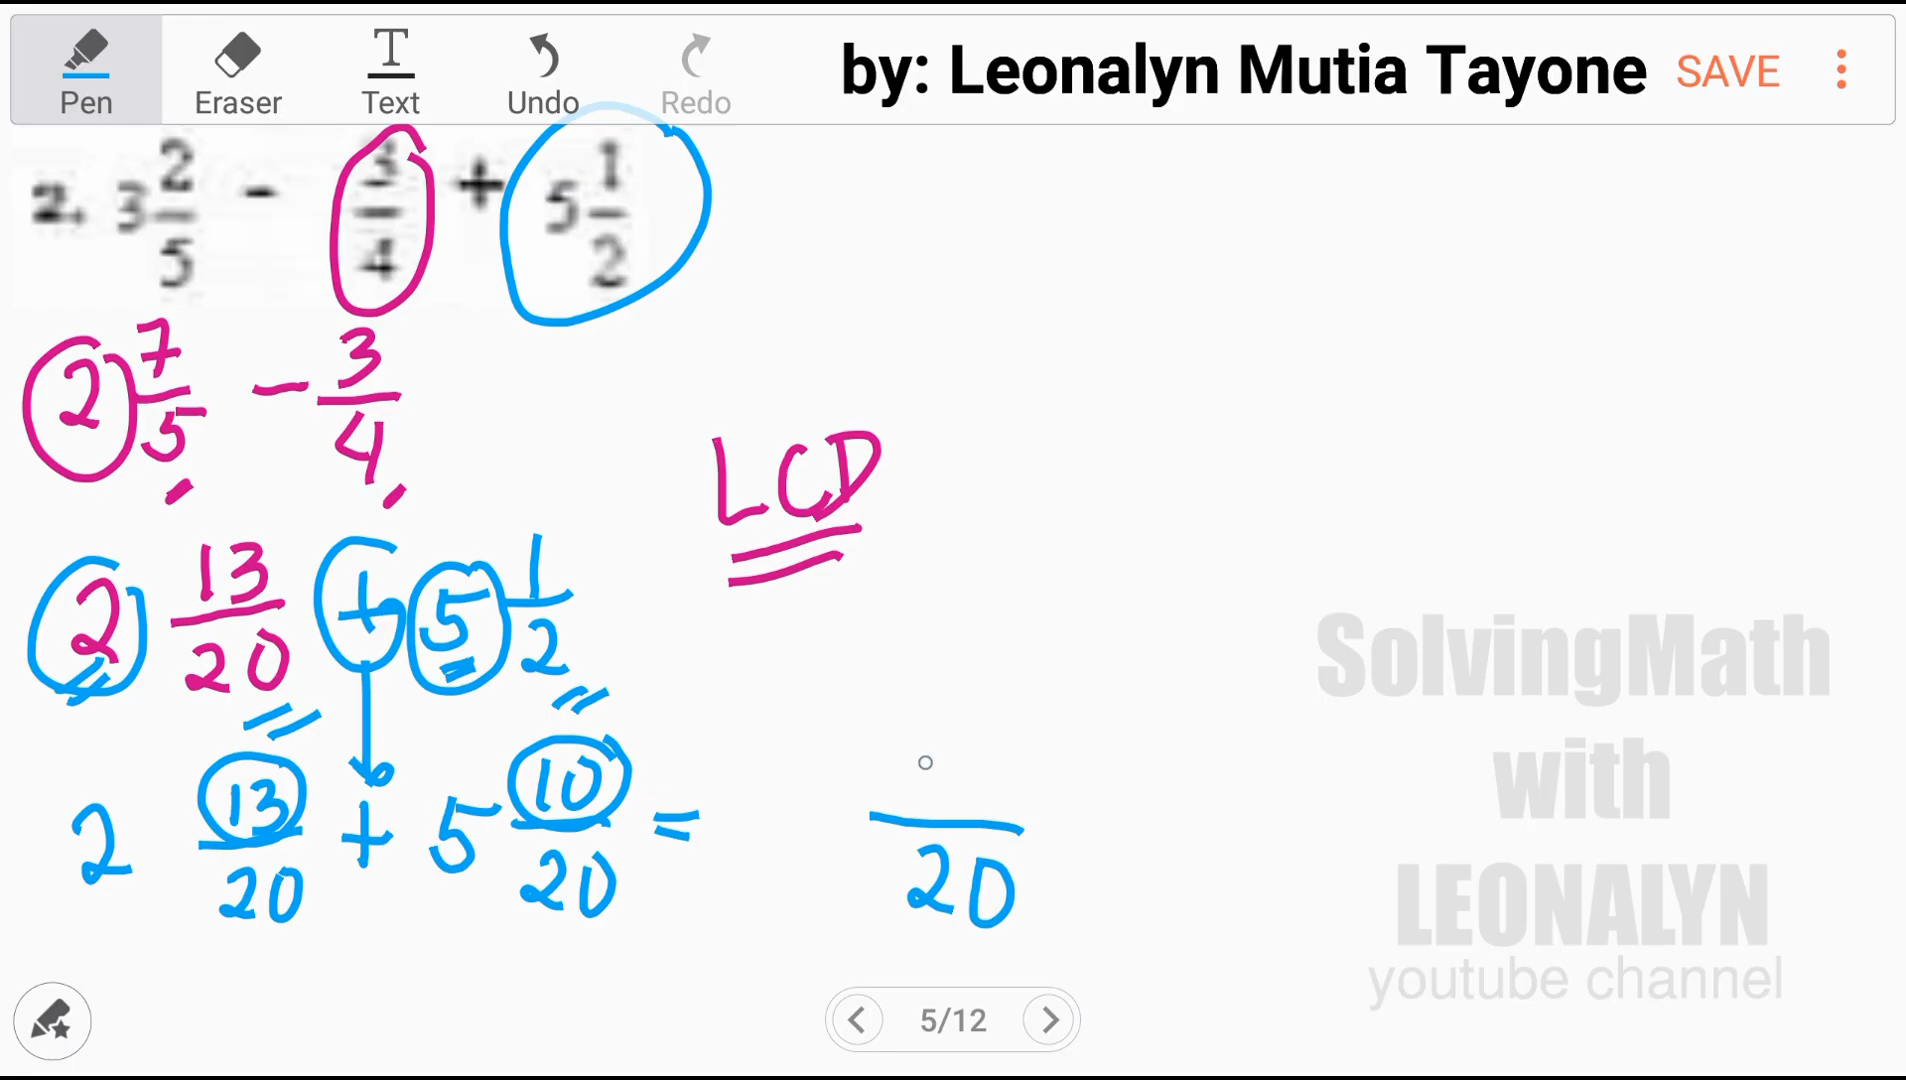 Pen Eraser Text Undo Redo by: Leonalyn Mutia Tayone SAVE
2. 3 2/5 - 3/4 + 5 1/2
2 7/5 - 3/4
LCD
2 13/20 + 5 1/2
2 13/20 + 5 10/20 = /20
SolvingMath
with
LEONALYN
youtube channel
5/12